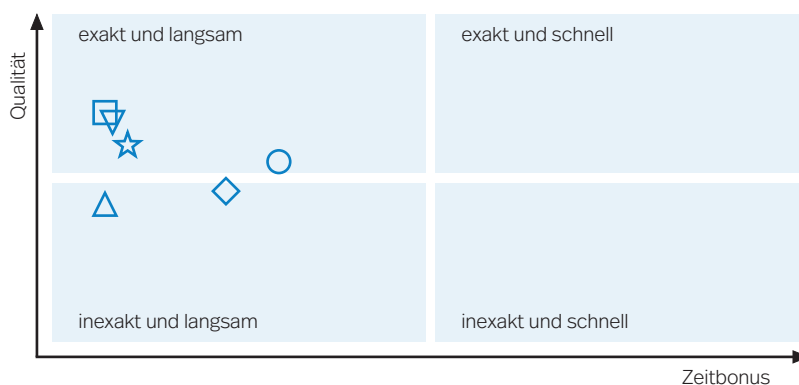 exakt und langsam
exakt und schnell
Qualität
inexakt und langsam
inexakt und schnell
Zeitbonus